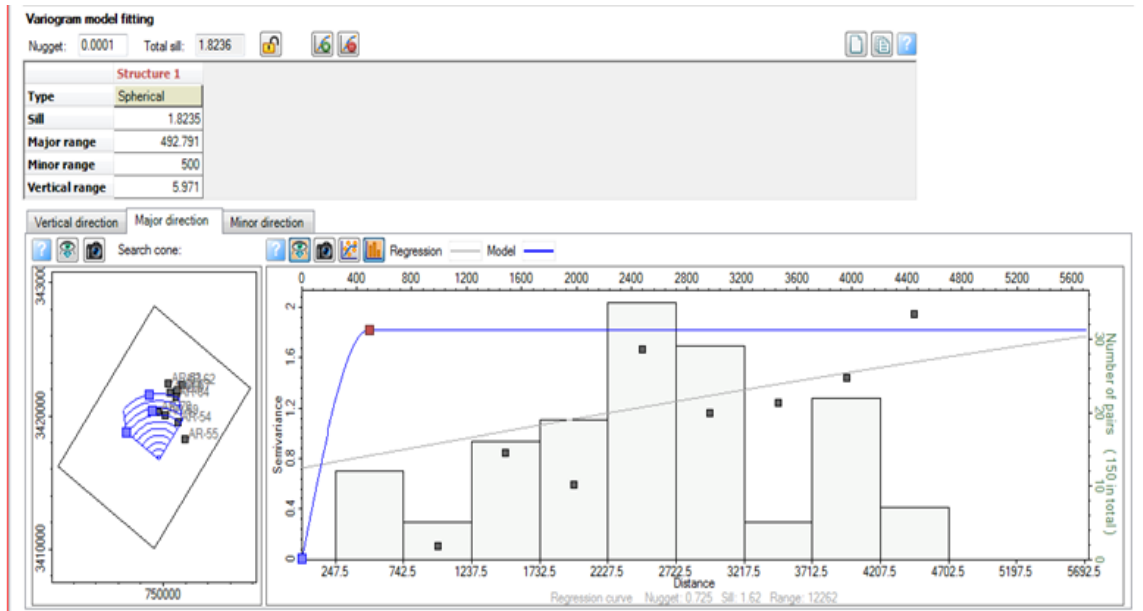 Variogram model fitting
Nugget: 0.0001 Total sill: 1.8236
Structure 1
Type Spherical
Sill 1.8235
Major range 492.791
Minor range 500
Vertical range 5.971
Vertical direction Major direction Minor direction
Search cone:
Regression Model
0 400 800 1200 1600 2000 2400 2800 3200 3600 4000 4400 4800 5200 5600
3430000
3420000
3410000
750000
AR-54
AR-55
Semivariance
2
1.6
1.2
0.8
0.4
0
Number of pairs (150 in total)
30
20
10
0
247.5 742.5 1237.5 1732.5 2227.5 2722.5 3217.5 3712.5 4207.5 4702.5 5197.5 5692.5
Distance
Regression curve Nugget: 0.725 Sill: 1.62 Range: 12262